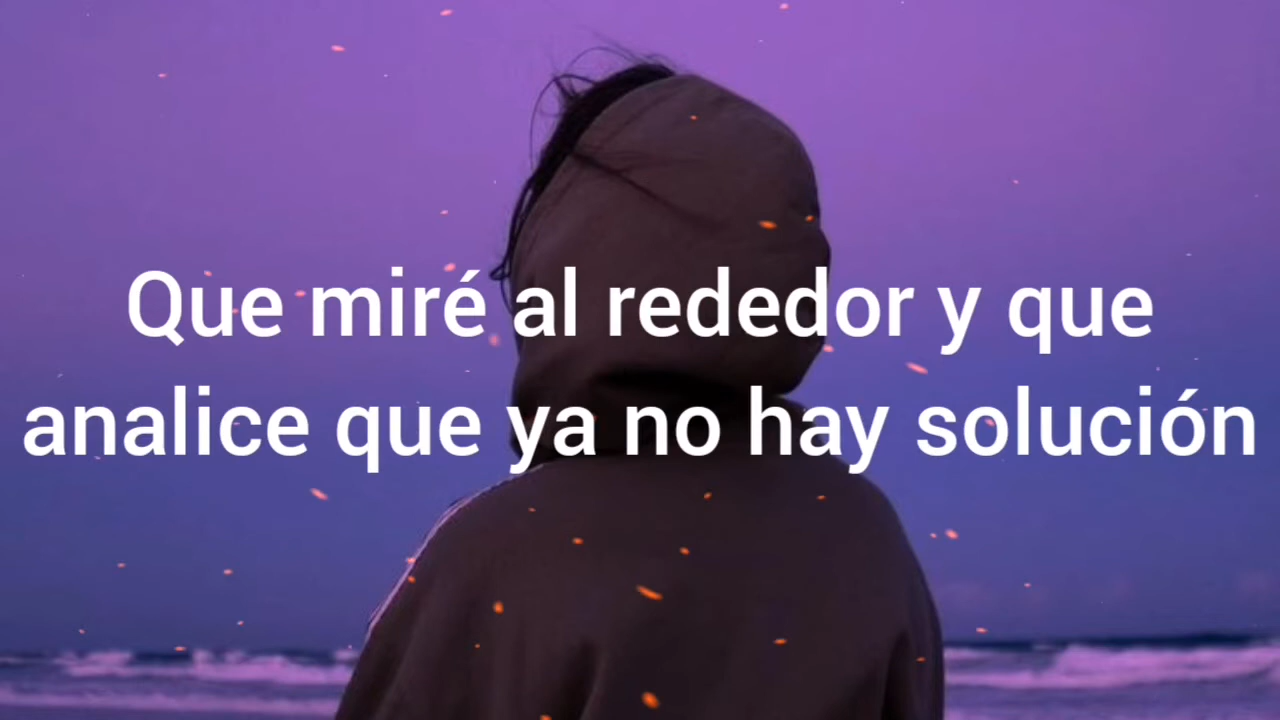 Que miré al rededor y que
analice que ya no hay solución